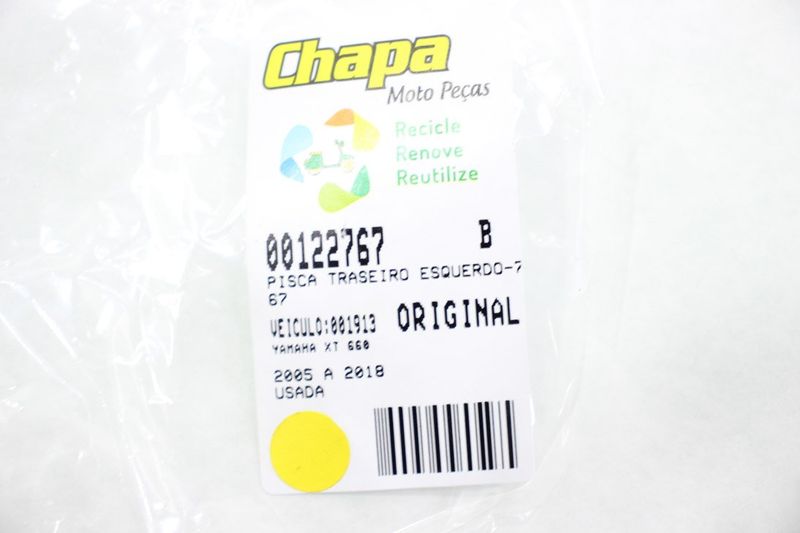 Chapa
Moto Peças
Recicle
Renove
Reutilize
00122767 B
PISCA TRASEIRO ESQUERDO-7
67
VEICULO:001913 ORIGINAL
YAMAHA XT 660
2005 A 2018
USADA